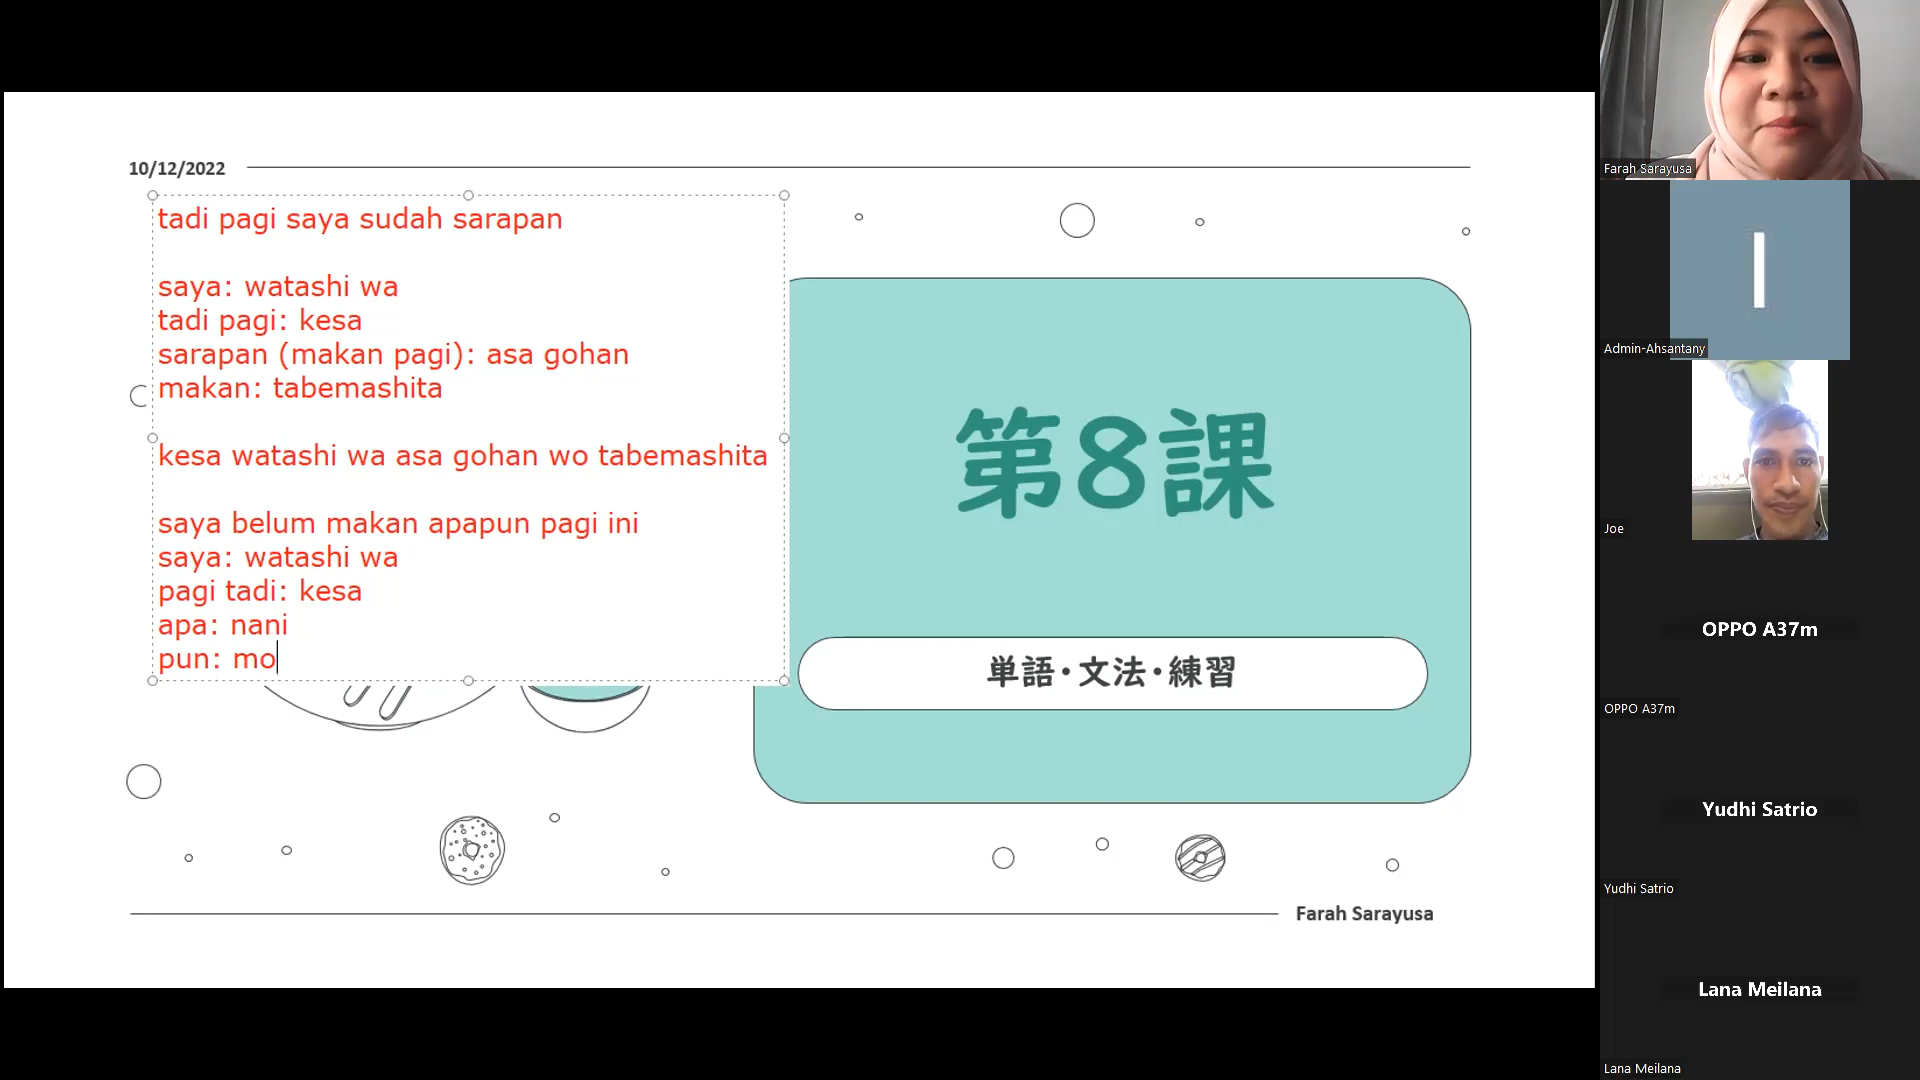 10/12/2022
tadi pagi saya sudah sarapan
saya: watashi wa
tadi pagi: kesa
sarapan (makan pagi): asa gohan
makan: tabemashita
kesa watashi wa asa gohan wo tabemashita
saya belum makan apapun pagi ini
saya: watashi wa
pagi tadi: kesa
apa: nani
pun: mo
第8課
単語・文法・練習
Farah Sarayusa
Farah Sarayusa
I
Admin-Ahsantany
Joe
OPPO A37m
OPPO A37m
Yudhi Satrio
Yudhi Satrio
Lana Meilana
Lana Meilana